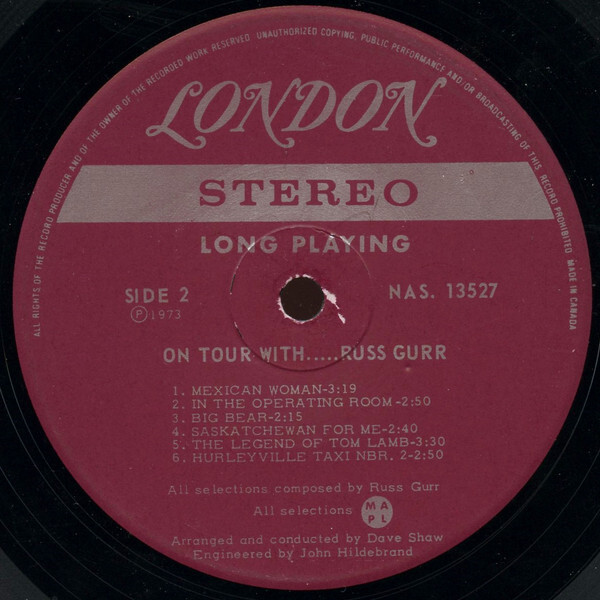 ALL RIGHTS OF THE RECORD PRODUCER AND OF THE OWNER OF THE RECORDED WORK RESERVED. UNAUTHORIZED COPYING, PUBLIC PERFORMANCE AND/OR BROADCASTING OF THIS RECORD PROHIBITED. MADE IN CANADA
LONDON
STEREO
LONG PLAYING
SIDE 2
NAS. 13527
Ⓟ1973
ON TOUR WITH.....RUSS GURR
1. MEXICAN WOMAN-3:19
2. IN THE OPERATING ROOM-2:50
3. BIG BEAR-2:15
4. SASKATCHEWAN FOR ME-2:40
5. THE LEGEND OF TOM LAMB-3:30
6. HURLEYVILLE TAXI NBR. 2-2:50
All selections composed by Russ Gurr
All selections MAPL
Arranged and conducted by Dave Shaw
Engineered by John Hildebrand